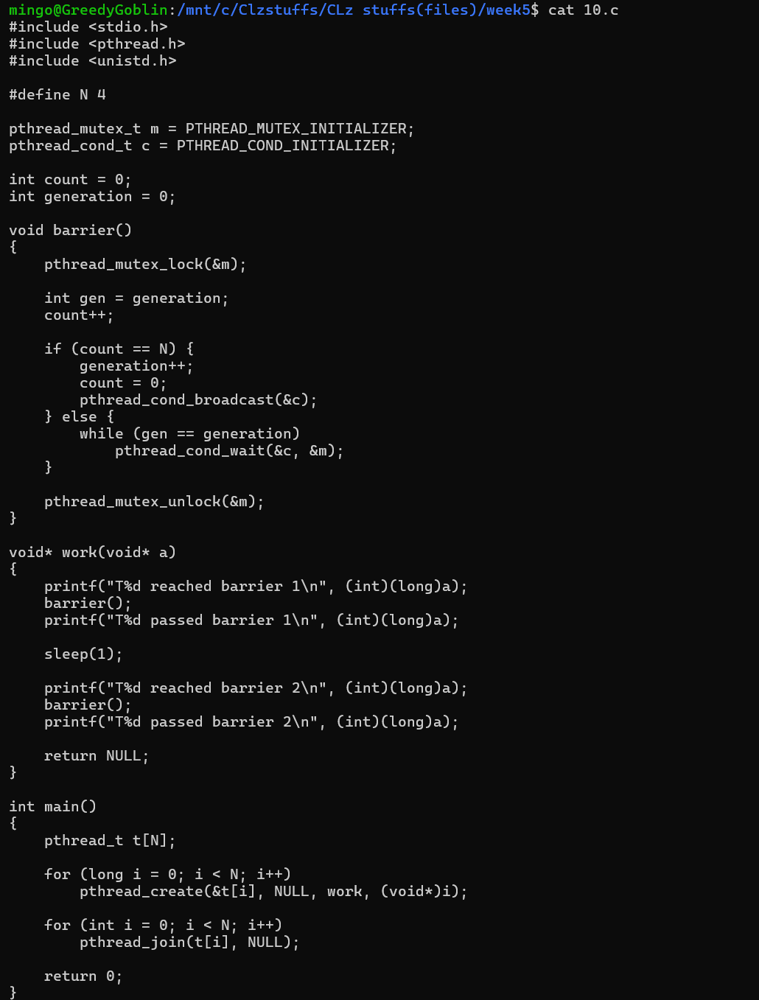 mingo@GreedyGoblin:/mnt/c/Clzstuffs/CLz stuffs(files)/week5$ cat 10.c
#include <stdio.h>
#include <pthread.h>
#include <unistd.h>

#define N 4

pthread_mutex_t m = PTHREAD_MUTEX_INITIALIZER;
pthread_cond_t c = PTHREAD_COND_INITIALIZER;

int count = 0;
int generation = 0;

void barrier()
{
    pthread_mutex_lock(&m);

    int gen = generation;
    count++;

    if (count == N) {
        generation++;
        count = 0;
        pthread_cond_broadcast(&c);
    } else {
        while (gen == generation)
            pthread_cond_wait(&c, &m);
    }

    pthread_mutex_unlock(&m);
}

void* work(void* a)
{
    printf("T%d reached barrier 1\n", (int)(long)a);
    barrier();
    printf("T%d passed barrier 1\n", (int)(long)a);

    sleep(1);

    printf("T%d reached barrier 2\n", (int)(long)a);
    barrier();
    printf("T%d passed barrier 2\n", (int)(long)a);

    return NULL;
}

int main()
{
    pthread_t t[N];

    for (long i = 0; i < N; i++)
        pthread_create(&t[i], NULL, work, (void*)i);

    for (int i = 0; i < N; i++)
        pthread_join(t[i], NULL);

    return 0;
}